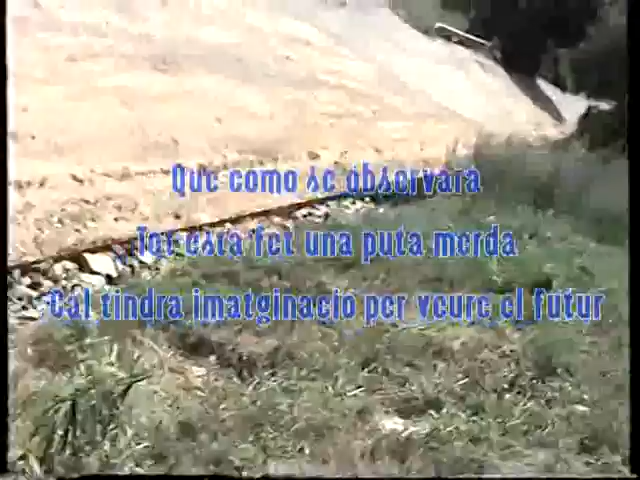 Que como se observara
Tot esta fet una puta merda
Cal tindra imatginacio per veure el futur